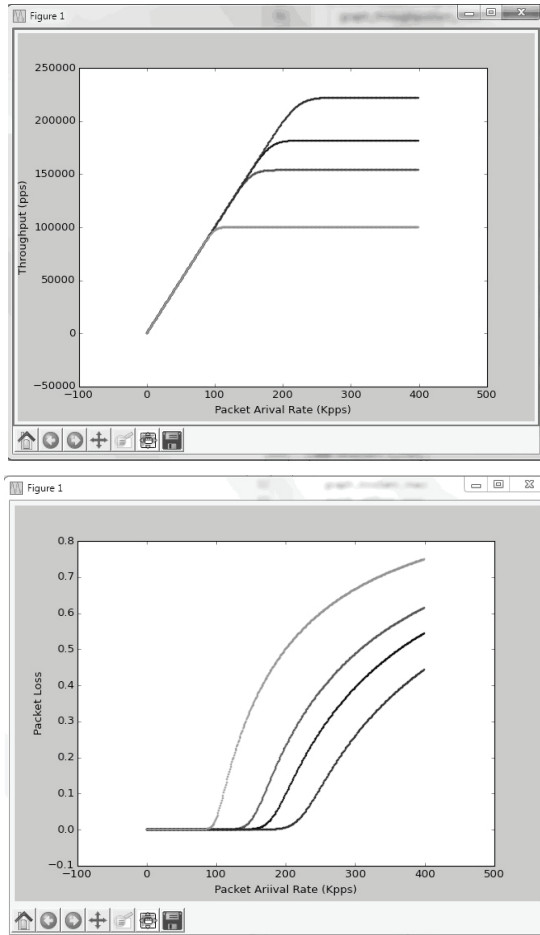 Figure 1
250000
200000
150000
100000
50000
0
−50000
−100 0 100 200 300 400 500
Throughput (pps)
Packet Arival Rate (Kpps)
Figure 1
0.8
0.7
0.6
0.5
0.4
0.3
0.2
0.1
0.0
−0.1
−100 0 100 200 300 400 500
Packet Loss
Packet Ariival Rate (Kpps)